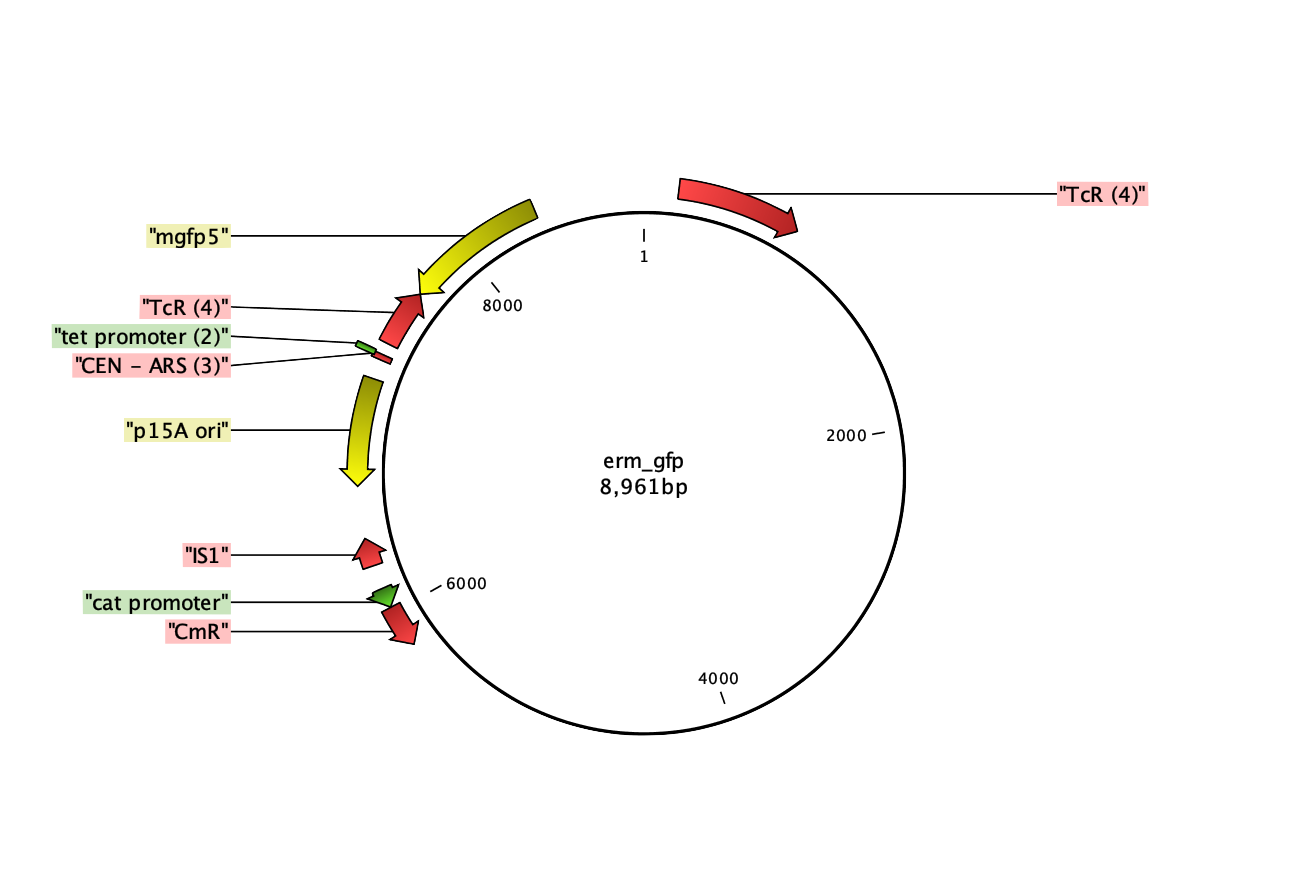 "TcR (4)"
"mgfp5"
1
8000
"TcR (4)"
"tet promoter (2)"
"CEN – ARS (3)"
"p15A ori"
2000
erm_gfp
8,961bp
"IS1"
6000
"cat promoter"
"CmR"
4000